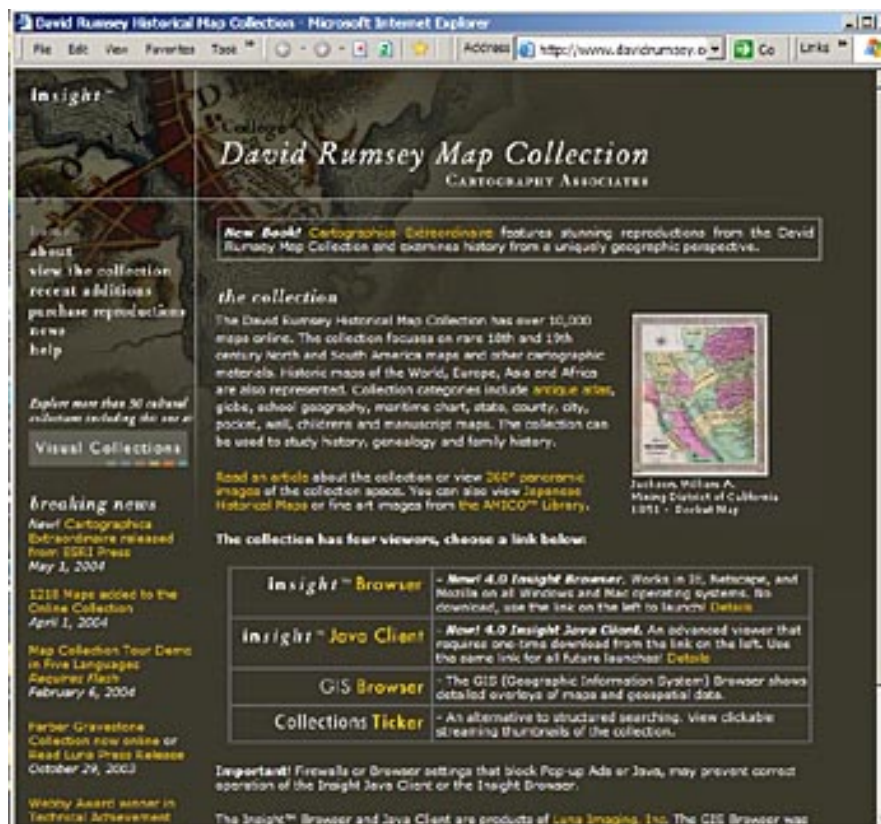 David Rumsey Historical Map Collection - Microsoft Internet Explorer
File Edit View Favorites Tools Address http://www.davidrumsey.c Go Links
insight™
College
David Rumsey Map Collection
CARTOGRAPHY ASSOCIATES
home
about
view the collection
recent additions
purchase reproductions
news
help
Explore more than 50 cultural
collections including this one at
Visual Collections
breaking news
New! Cartographica
Extraordinaire released
from ESRI Press
May 1, 2004
1218 Maps added to the
Online Collection
April 1, 2004
Map Collection Tour Demo
in Five Languages
Requires Flash
February 6, 2004
Farber Gravestone
Collection now online or
Read Luna Press Release
October 29, 2003
Webby Award winner in
Technical Achievement
New Book! Cartographica Extraordinaire features stunning reproductions from the David
Rumsey Map Collection and examines history from a uniquely geographic perspective.
the collection
The David Rumsey Historical Map Collection has over 10,000
maps online. The collection focuses on rare 18th and 19th
century North and South America maps and other cartographic
materials. Historic maps of the World, Europe, Asia and Africa
are also represented. Collection categories include antique atlas,
globe, school geography, maritime chart, state, county, city,
pocket, wall, childrens and manuscript maps. The collection can
be used to study history, genealogy and family history.
Jackson, William A.
Mining District of California
1851 - Pocket Map
Read an article about the collection or view 360° panoramic
images of the collection space. You can also view Japanese
Historical Maps or fine art images from the AMICO™ Library.
The collection has four viewers, choose a link below:
insight™ Browser
- New! 4.0 Insight Browser. Works in IE, Netscape, and
Mozilla on all Windows and Mac operating systems. No
download, use the link on the left to launch! Details
insight™ Java Client
- New! 4.0 Insight Java Client. An advanced viewer that
requires one-time download from the link on the left. Use
the same link for all future launches! Details
GIS Browser
- The GIS (Geographic Information System) Browser shows
detailed overlays of maps and geospatial data.
Collections Ticker
- An alternative to structured searching. View clickable
streaming thumbnails of the collection.
Important! Firewalls or Browser settings that block Pop-up Ads or Java, may prevent correct
operation of the Insight Java Client or the Insight Browser.
The Insight™ Browser and Java Client are products of Luna Imaging, Inc. The GIS Browser was